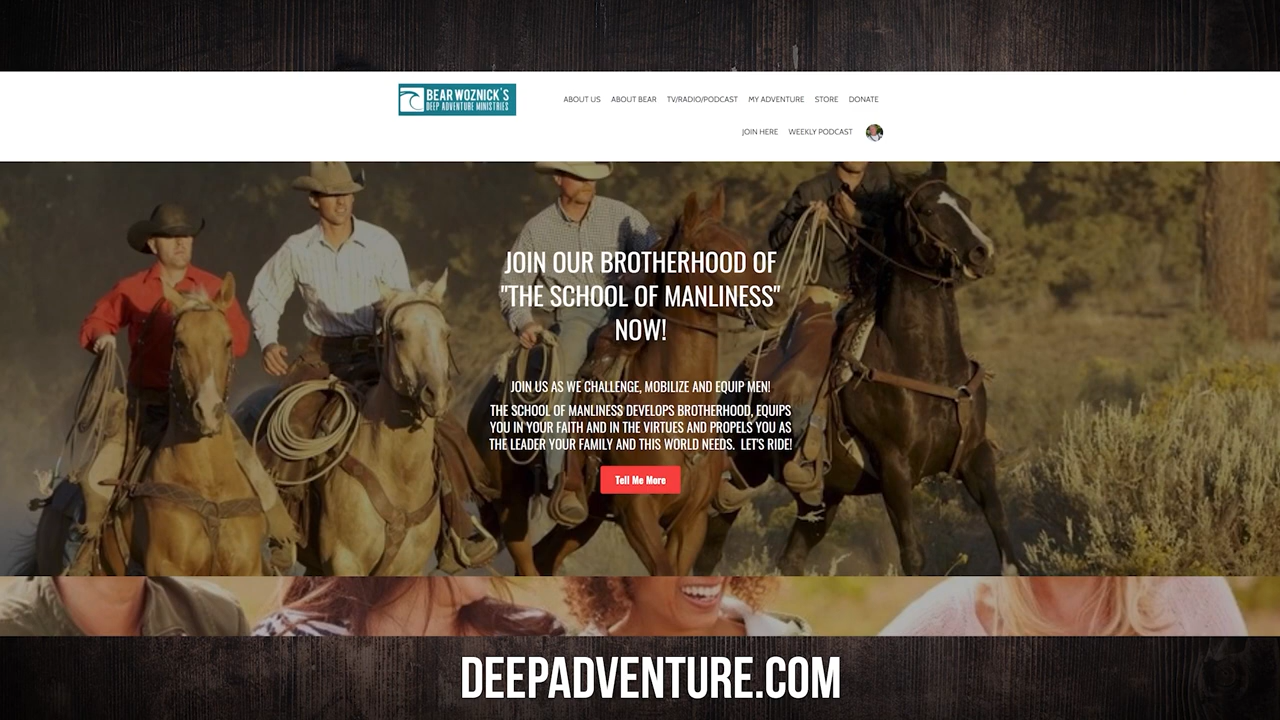 BEAR WOZNICK'S
DEEP ADVENTURE MINISTRIES
ABOUT US ABOUT BEAR TV/RADIO/PODCAST MY ADVENTURE STORE DONATE
JOIN HERE WEEKLY PODCAST
JOIN OUR BROTHERHOOD OF
"THE SCHOOL OF MANLINESS"
NOW!
JOIN US AS WE CHALLENGE, MOBILIZE AND EQUIP MEN!
THE SCHOOL OF MANLINESS DEVELOPS BROTHERHOOD, EQUIPS
YOU IN YOUR FAITH AND IN THE VIRTUES AND PROPELS YOU AS
THE LEADER YOUR FAMILY AND THIS WORLD NEEDS. LET'S RIDE!
Tell Me More
DEEPADVENTURE.COM